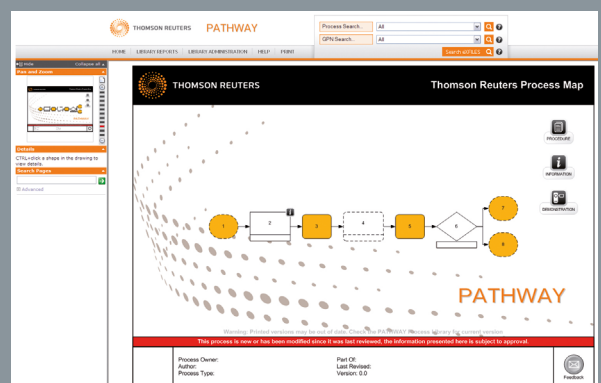 THOMSON REUTERS PATHWAY
Process Search.. All
GPN Search.. All
Search eXFILES
HOME LIBRARY REPORTS LIBRARY ADMINISTRATION HELP PRINT
Hide Collapse all
Pan and Zoom
Details
CTRL+click a shape in the drawing to
view details.
Search Pages
Advanced
THOMSON REUTERS Thomson Reuters Process Map
PROCEDURE
INFORMATION
DEMONSTRATION
1 2 3 4 5 6 7
8
PATHWAY
Warning: Printed versions may be out of date. Check the PATHWAY Process Library for current version
This process is new or has been modified since it was last reviewed, the information presented here is subject to approval.
Process Owner: Part Of:
Author: Last Revised:
Process Type: Version: 0.0
Feedback